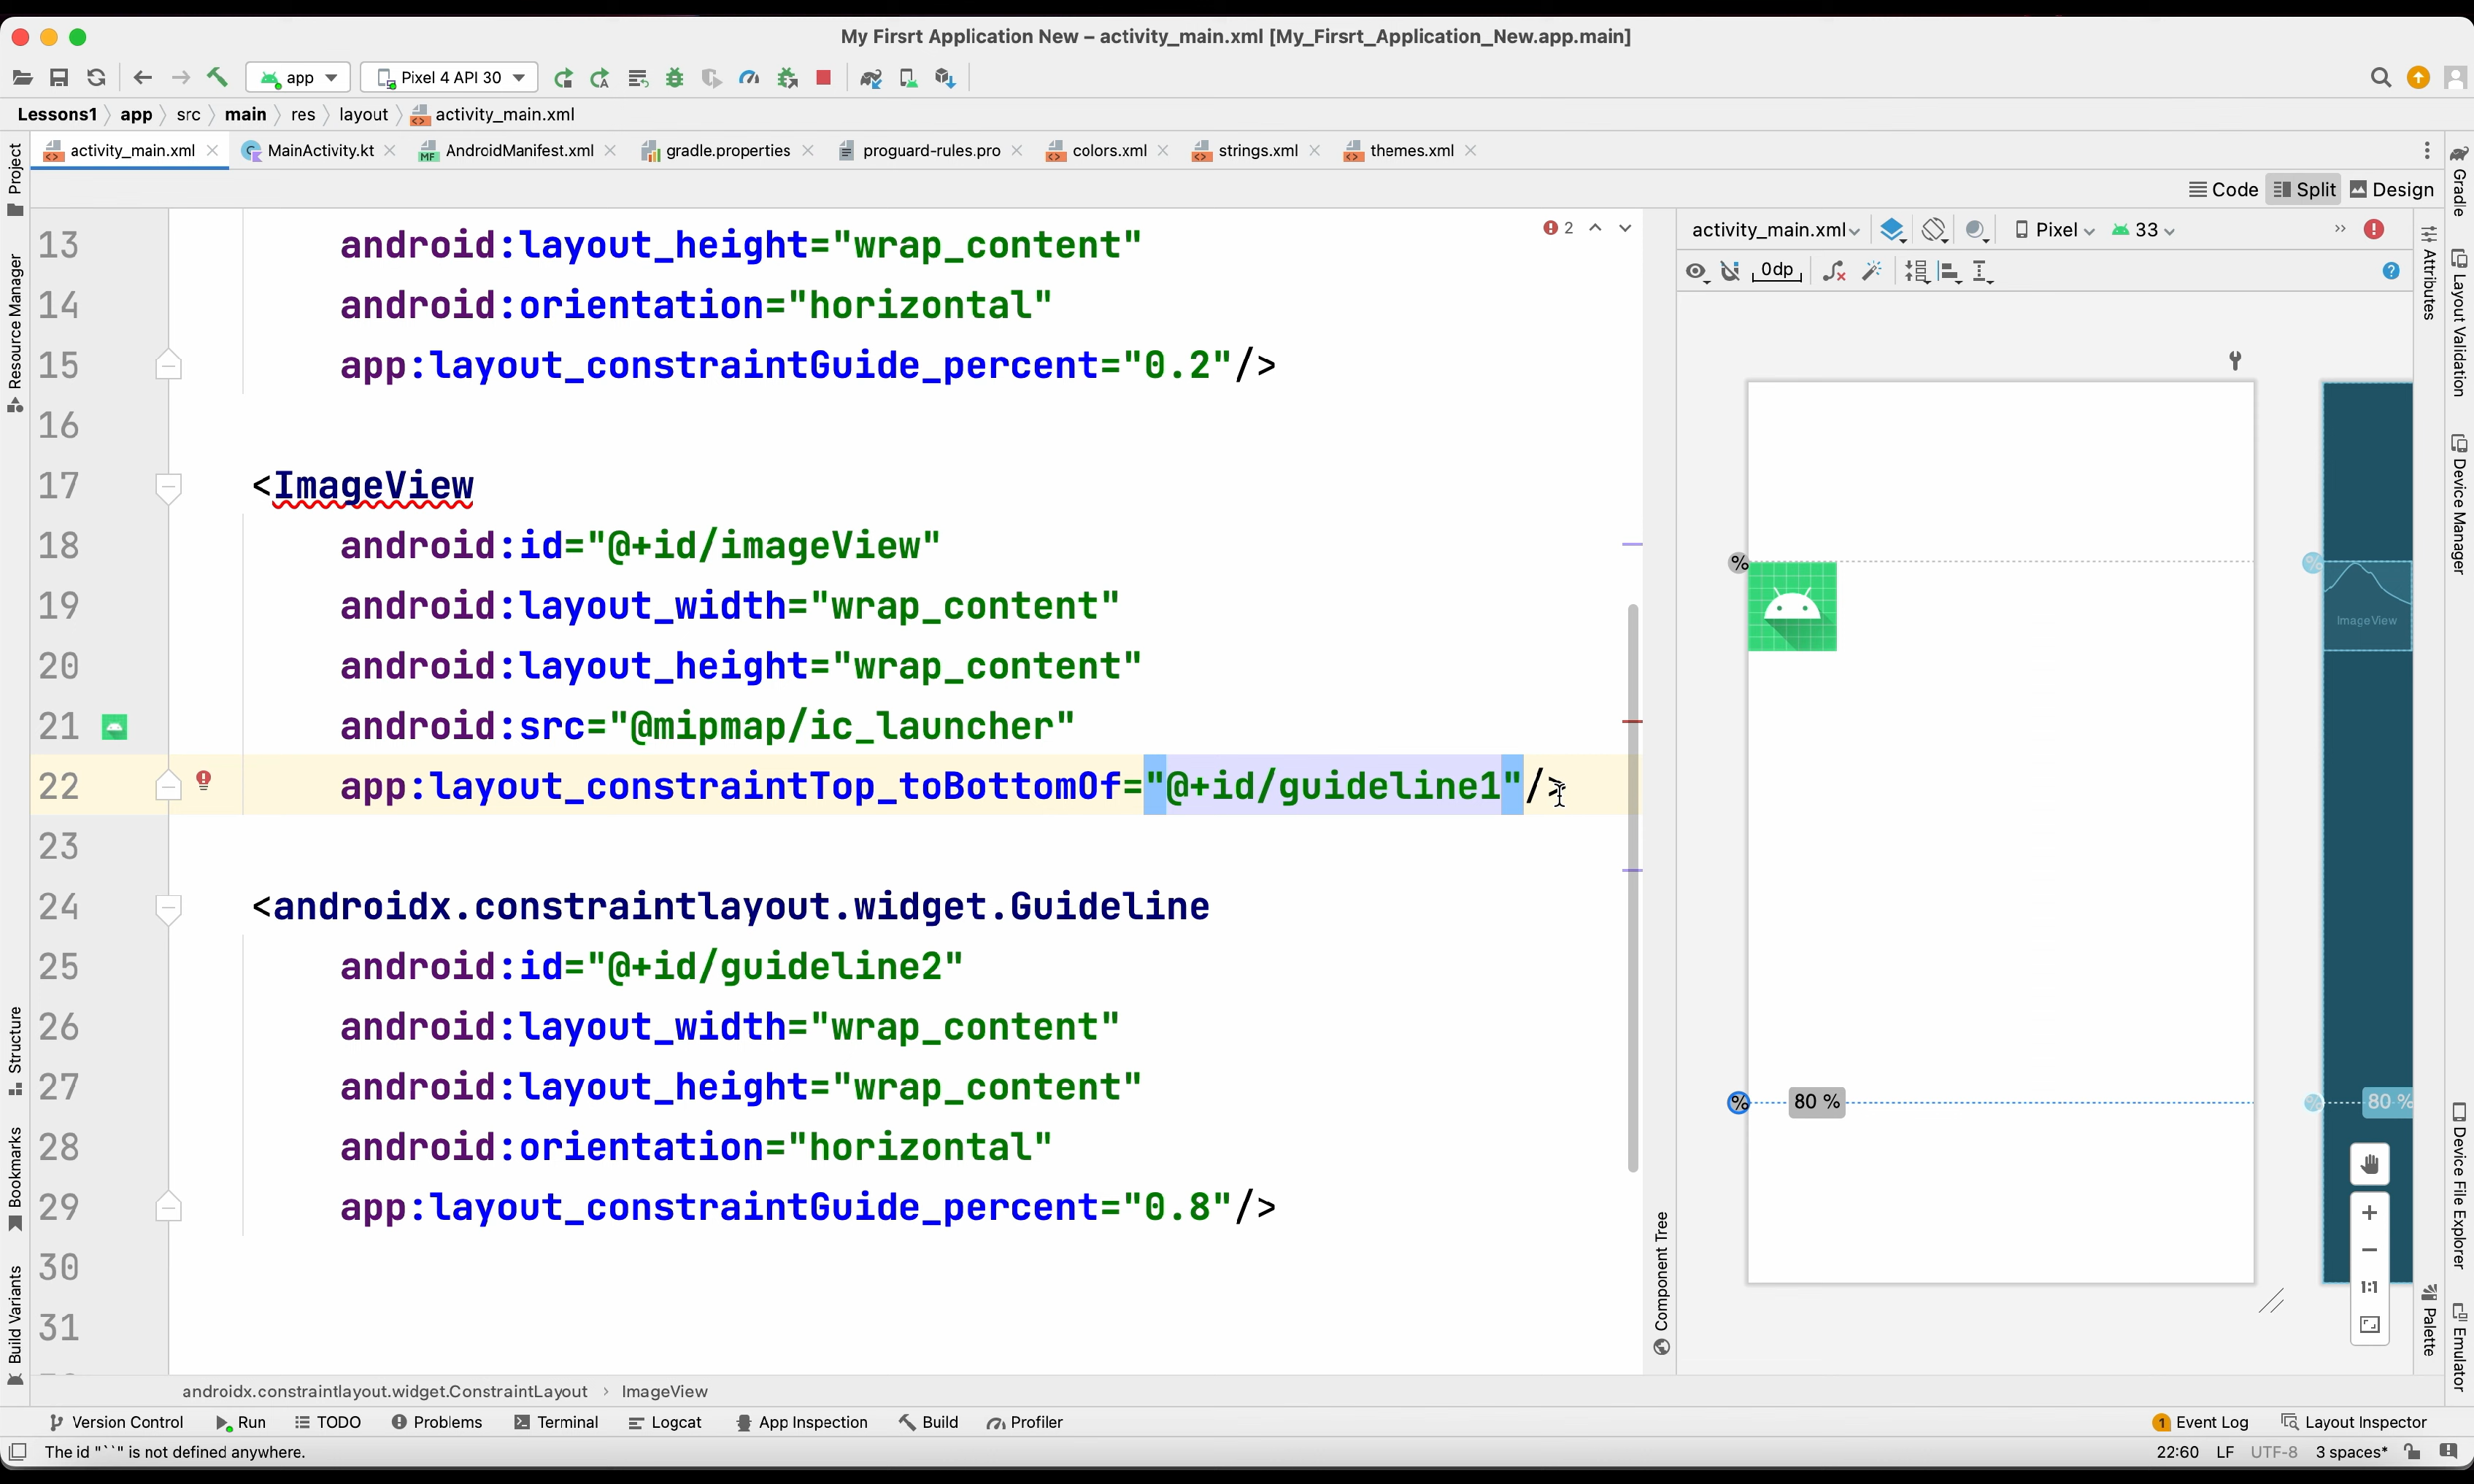 My Firsrt Application New – activity_main.xml [My_Firsrt_Application_New.app.main]
app
Pixel 4 API 30
Lessons1 app src main res layout activity_main.xml
activity_main.xml MainActivity.kt AndroidManifest.xml gradle.properties proguard-rules.pro colors.xml strings.xml themes.xml
Code Split Design
Project
Resource Manager
Structure
Bookmarks
Build Variants
2
13 android:layout_height="wrap_content"
14 android:orientation="horizontal"
15 app:layout_constraintGuide_percent="0.2"/>
16
17 <ImageView
18 android:id="@+id/imageView"
19 android:layout_width="wrap_content"
20 android:layout_height="wrap_content"
21 android:src="@mipmap/ic_launcher"
22 app:layout_constraintTop_toBottomOf="@+id/guideline1"/>
23
24 <androidx.constraintlayout.widget.Guideline
25 android:id="@+id/guideline2"
26 android:layout_width="wrap_content"
27 android:layout_height="wrap_content"
28 android:orientation="horizontal"
29 app:layout_constraintGuide_percent="0.8"/>
30
31
androidx.constraintlayout.widget.ConstraintLayout › ImageView
Component Tree
activity_main.xml Pixel 33
0dp
%
ImageView
% 80 %
80 %
1:1
Attributes
Palette
Gradle
Layout Validation
Device Manager
Device File Explorer
Emulator
Version Control Run TODO Problems Terminal Logcat App Inspection Build Profiler
1 Event Log Layout Inspector
The id "``" is not defined anywhere.
22:60 LF UTF-8 3 spaces*